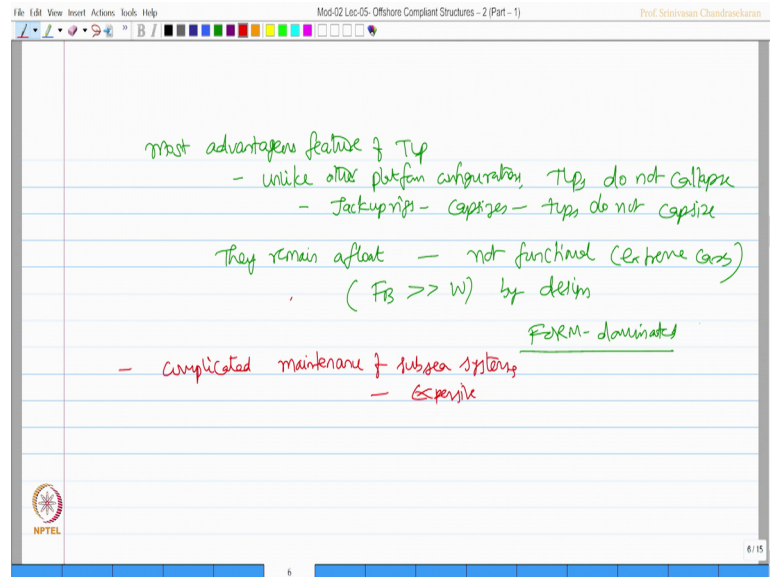 File Edit View Insert Actions Tools Help
Mod-02 Lec-05- Offshore Compliant Structures – 2 (Part – 1)
Prof. Srinivasan Chandrasekaran
B I
most advantageous feature of TLP
- unlike other platform configurations, TLPs do not collapse
- Jackup rigs - capsizes - TLPs do not capsize
They remain afloat - not functional (extreme cases)
( FB >> W) by design
FORM-dominated
- complicated maintenance of subsea systems
- Expensive
NPTEL
6/15
6